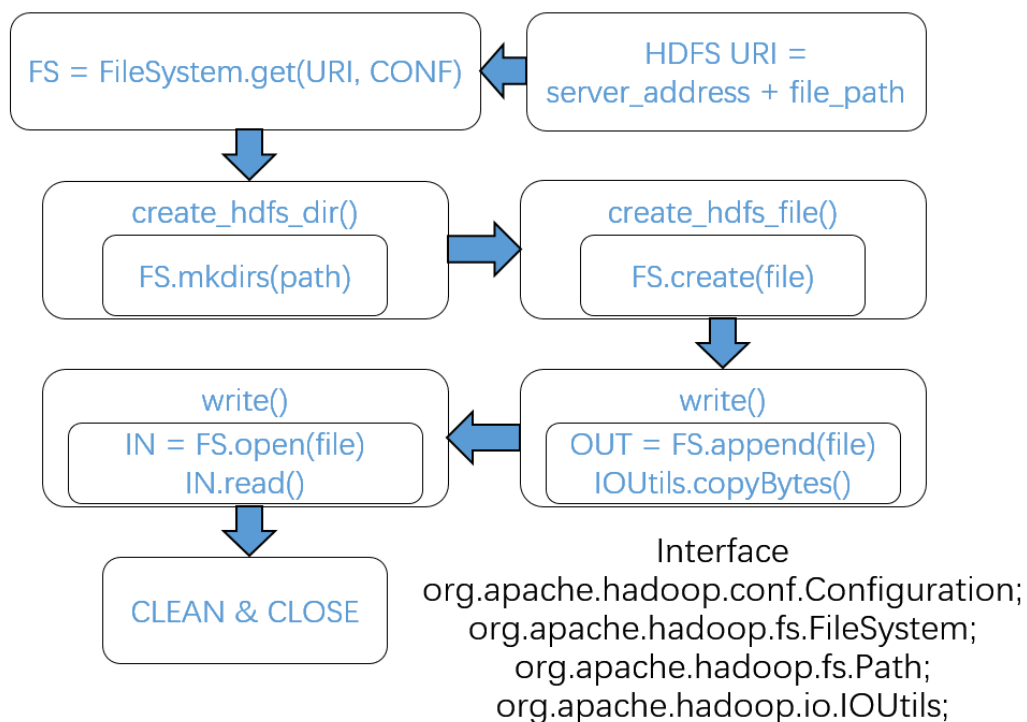 FS = FileSystem.get(URI, CONF)
HDFS URI =
server_address + file_path
create_hdfs_dir()
FS.mkdirs(path)
create_hdfs_file()
FS.create(file)
write()
IN = FS.open(file)
IN.read()
write()
OUT = FS.append(file)
IOUtils.copyBytes()
CLEAN & CLOSE
Interface
org.apache.hadoop.conf.Configuration;
org.apache.hadoop.fs.FileSystem;
org.apache.hadoop.fs.Path;
org.apache.hadoop.io.IOUtils;